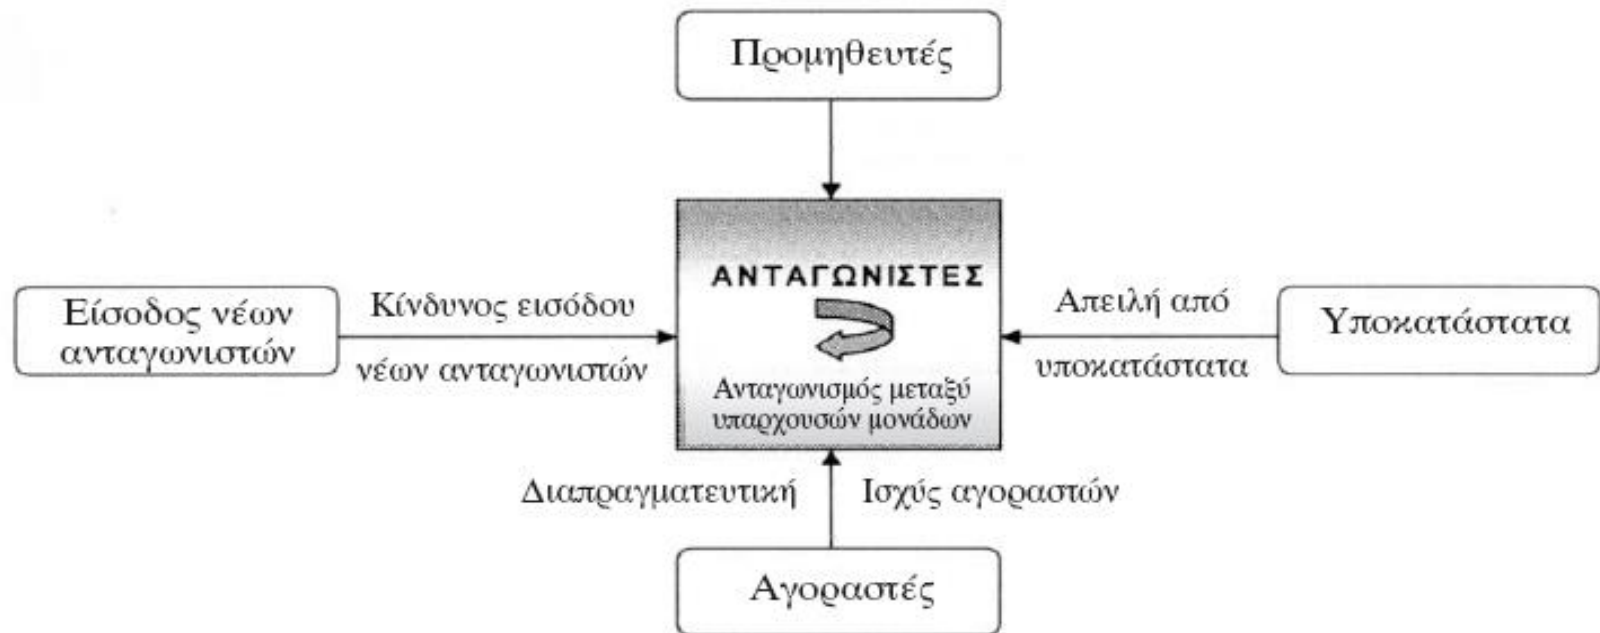 Προμηθευτές
ΑΝΤΑΓΩΝΙΣΤΕΣ
Είσοδος νέων
ανταγωνιστών
Κίνδυνος εισόδου
νέων ανταγωνιστών
Απειλή από
υποκατάστατα
Υποκατάστατα
Ανταγωνισμός μεταξύ
υπαρχουσών μονάδων
Διαπραγματευτική Ισχύς αγοραστών
Αγοραστές